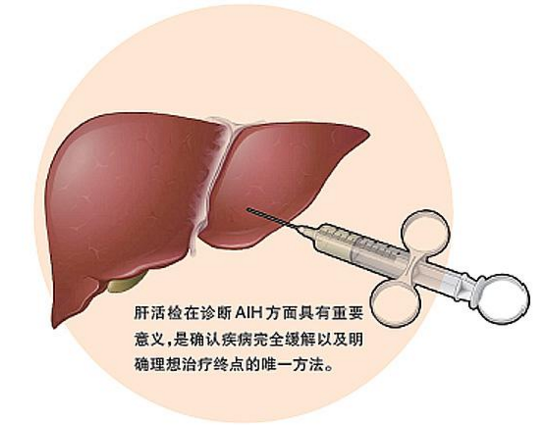 肝活检在诊断AIH方面具有重要
意义,是确认疾病完全缓解以及明
确理想治疗终点的唯一方法。